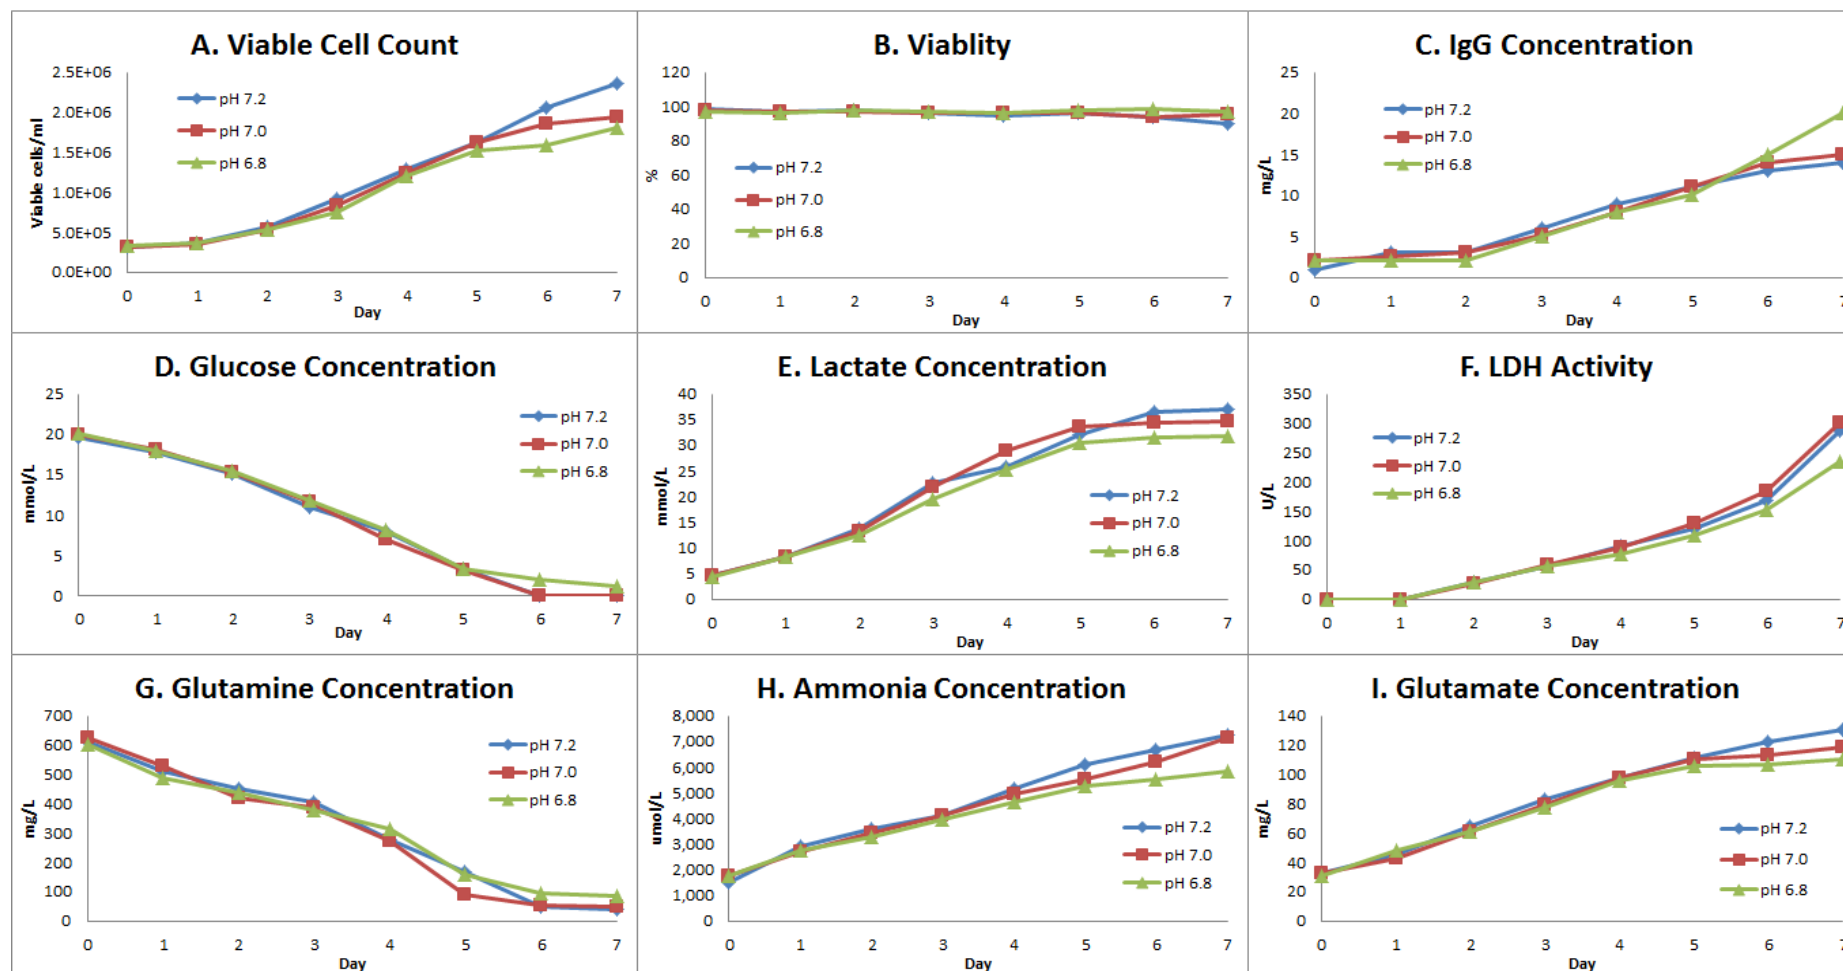 A. Viable Cell Count
2.5E+06
2.0E+06
1.5E+06
1.0E+06
5.0E+05
0.0E+00
Viable cells/ml
pH 7.2
pH 7.0
pH 6.8
0 1 2 3 4 5 6 7
Day
B. Viablity
120
100
80
60
40
20
0
%
pH 7.2
pH 7.0
pH 6.8
0 1 2 3 4 5 6 7
Day
C. IgG Concentration
25
20
15
10
5
0
mg/L
pH 7.2
pH 7.0
pH 6.8
0 1 2 3 4 5 6 7
Day
D. Glucose Concentration
25
20
15
10
5
0
mmol/L
pH 7.2
pH 7.0
pH 6.8
0 1 2 3 4 5 6 7
Day
E. Lactate Concentration
40
35
30
25
20
15
10
5
0
mmol/L
pH 7.2
pH 7.0
pH 6.8
0 1 2 3 4 5 6 7
Day
F. LDH Activity
350
300
250
200
150
100
50
0
U/L
pH 7.2
pH 7.0
pH 6.8
0 1 2 3 4 5 6 7
Day
G. Glutamine Concentration
700
600
500
400
300
200
100
0
mg/L
pH 7.2
pH 7.0
pH 6.8
0 1 2 3 4 5 6 7
Day
H. Ammonia Concentration
8,000
7,000
6,000
5,000
4,000
3,000
2,000
1,000
0
umol/L
pH 7.2
pH 7.0
pH 6.8
0 1 2 3 4 5 6 7
Day
I. Glutamate Concentration
140
120
100
80
60
40
20
0
mg/L
pH 7.2
pH 7.0
pH 6.8
0 1 2 3 4 5 6 7
Day